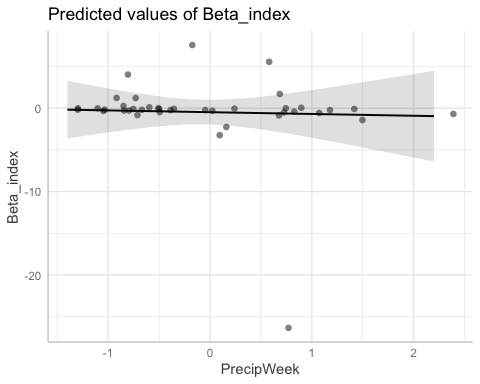 Predicted values of Beta_index
Beta_index
0
-10
-20
-1
0
1
2
PrecipWeek